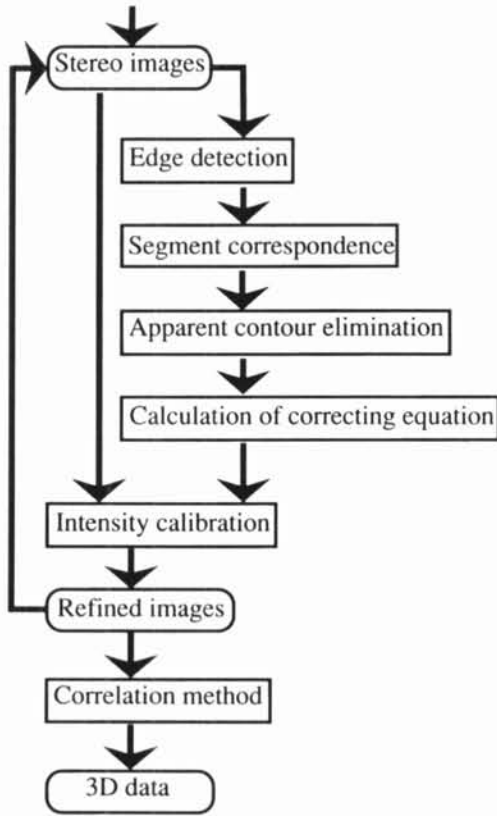 Stereo images
Edge detection
Segment correspondence
Apparent contour elimination
Calculation of correcting equation
Intensity calibration
Refined images
Correlation method
3D data